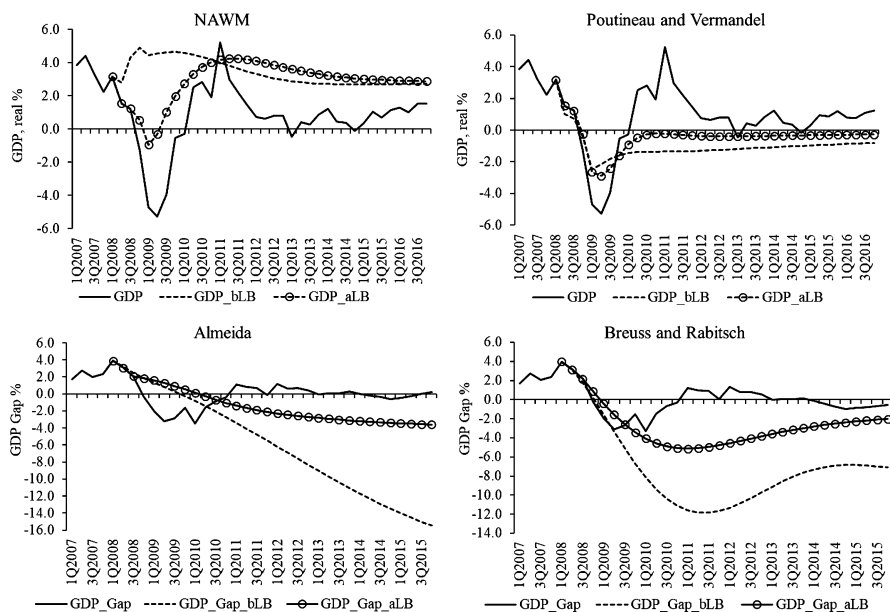 NAWM
GDP, real %
6.0
4.0
2.0
0.0
-2.0
-4.0
-6.0
1Q2007
3Q2007
1Q2008
3Q2008
1Q2009
3Q2009
1Q2010
3Q2010
1Q2011
3Q2011
1Q2012
3Q2012
1Q2013
3Q2013
1Q2014
3Q2014
1Q2015
3Q2015
1Q2016
3Q2016
GDP GDP_bLB GDP_aLB
Poutineau and Vermandel
GDP, real %
6.0
4.0
2.0
0.0
-2.0
-4.0
-6.0
1Q2007
3Q2007
1Q2008
3Q2008
1Q2009
3Q2009
1Q2010
3Q2010
1Q2011
3Q2011
1Q2012
3Q2012
1Q2013
3Q2013
1Q2014
3Q2014
1Q2015
3Q2015
1Q2016
3Q2016
GDP GDP_bLB GDP_aLB
Almeida
GDP Gap %
6.0
4.0
2.0
0.0
-2.0
-4.0
-6.0
-8.0
-10.0
-12.0
-14.0
-16.0
1Q2007
3Q2007
1Q2008
3Q2008
1Q2009
3Q2009
1Q2010
3Q2010
1Q2011
3Q2011
1Q2012
3Q2012
1Q2013
3Q2013
1Q2014
3Q2014
1Q2015
3Q2015
GDP_Gap GDP_Gap_bLB GDP_Gap_aLB
Breuss and Rabitsch
GDP Gap %
6.0
4.0
2.0
0.0
-2.0
-4.0
-6.0
-8.0
-10.0
-12.0
-14.0
1Q2007
3Q2007
1Q2008
3Q2008
1Q2009
3Q2009
1Q2010
3Q2010
1Q2011
3Q2011
1Q2012
3Q2012
1Q2013
3Q2013
1Q2014
3Q2014
1Q2015
3Q2015
GDP_Gap GDP_Gap_bLB GDP_Gap_aLB